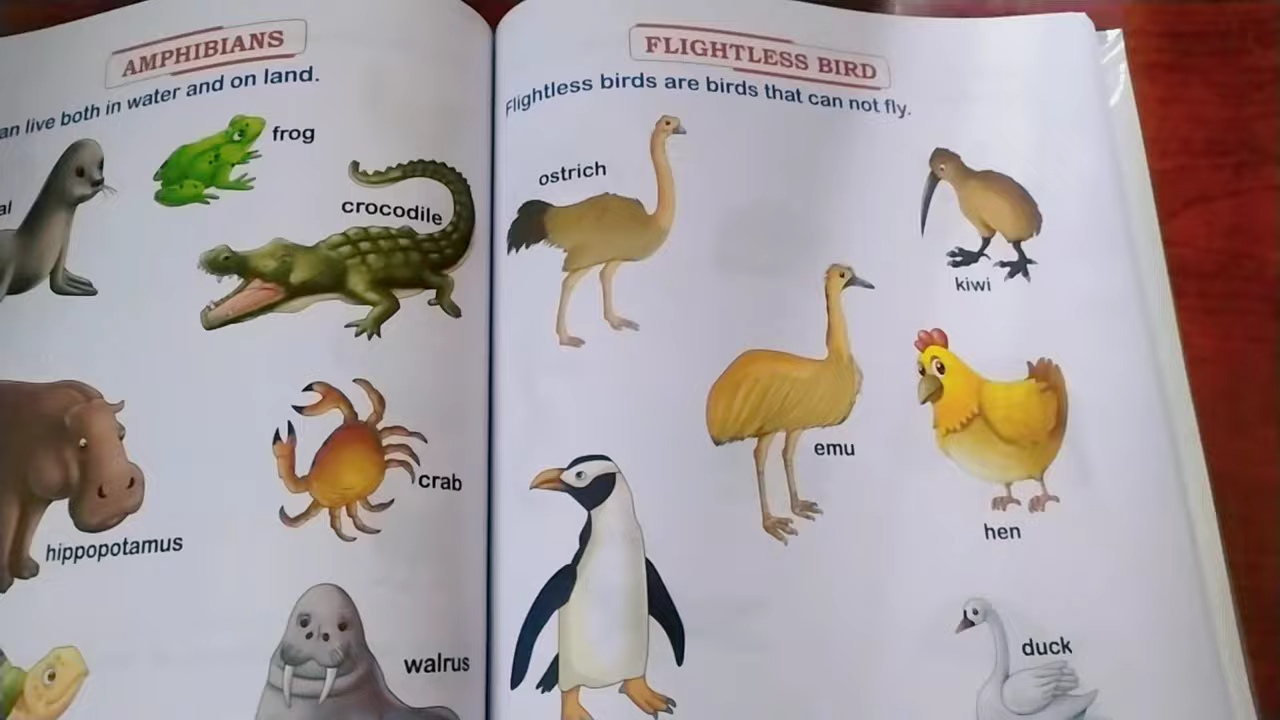 AMPHIBIANS
an live both in water and on land.
frog
al
crocodile
crab
hippopotamus
walrus
FLIGHTLESS BIRD
Flightless birds are birds that can not fly.
ostrich
kiwi
emu
hen
duck